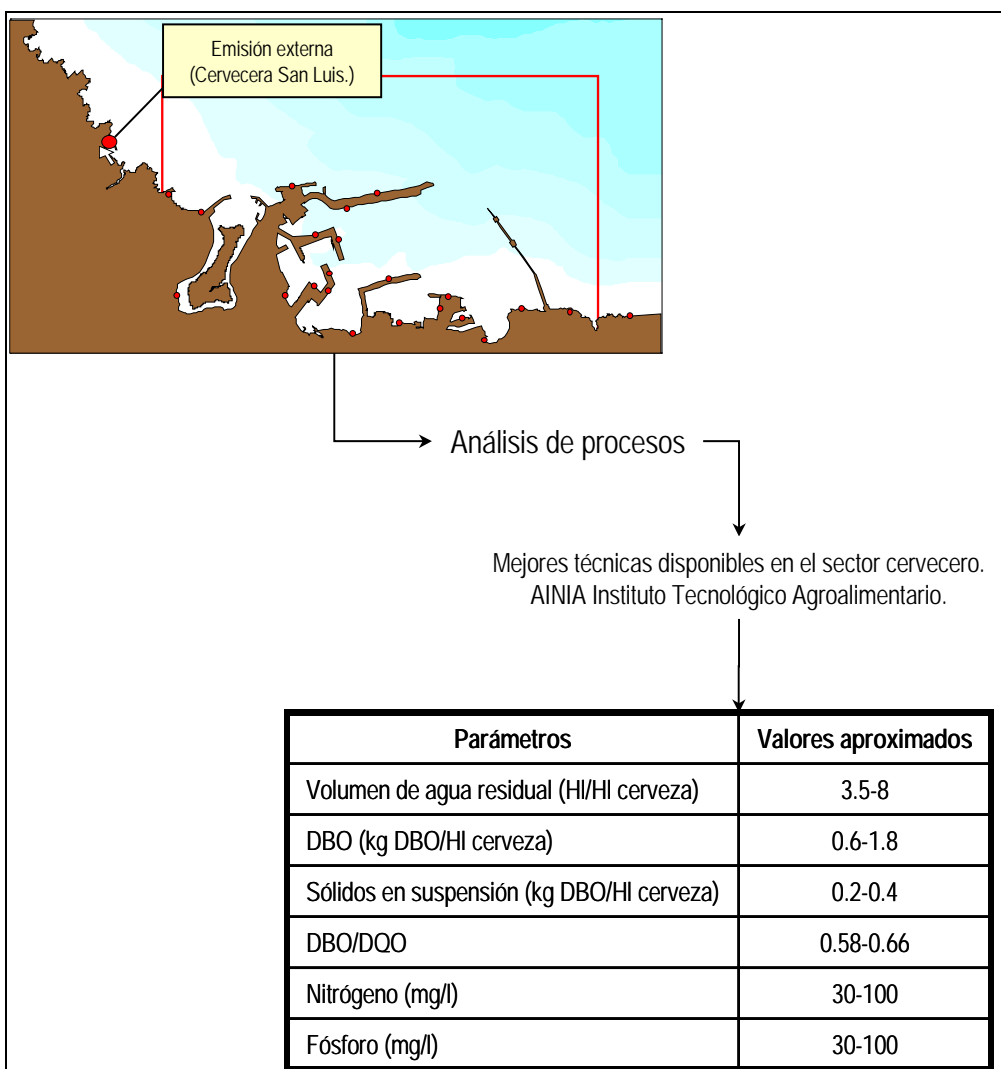 Emisión externa
(Cervecera San Luis.)
Análisis de procesos
Mejores técnicas disponibles en el sector cervecero.
AINIA Instituto Tecnológico Agroalimentario.
Parámetros Valores aproximados
Volumen de agua residual (Hl/Hl cerveza) 3.5-8
DBO (kg DBO/Hl cerveza) 0.6-1.8
Sólidos en suspensión (kg DBO/Hl cerveza) 0.2-0.4
DBO/DQO 0.58-0.66
Nitrógeno (mg/l) 30-100
Fósforo (mg/l) 30-100